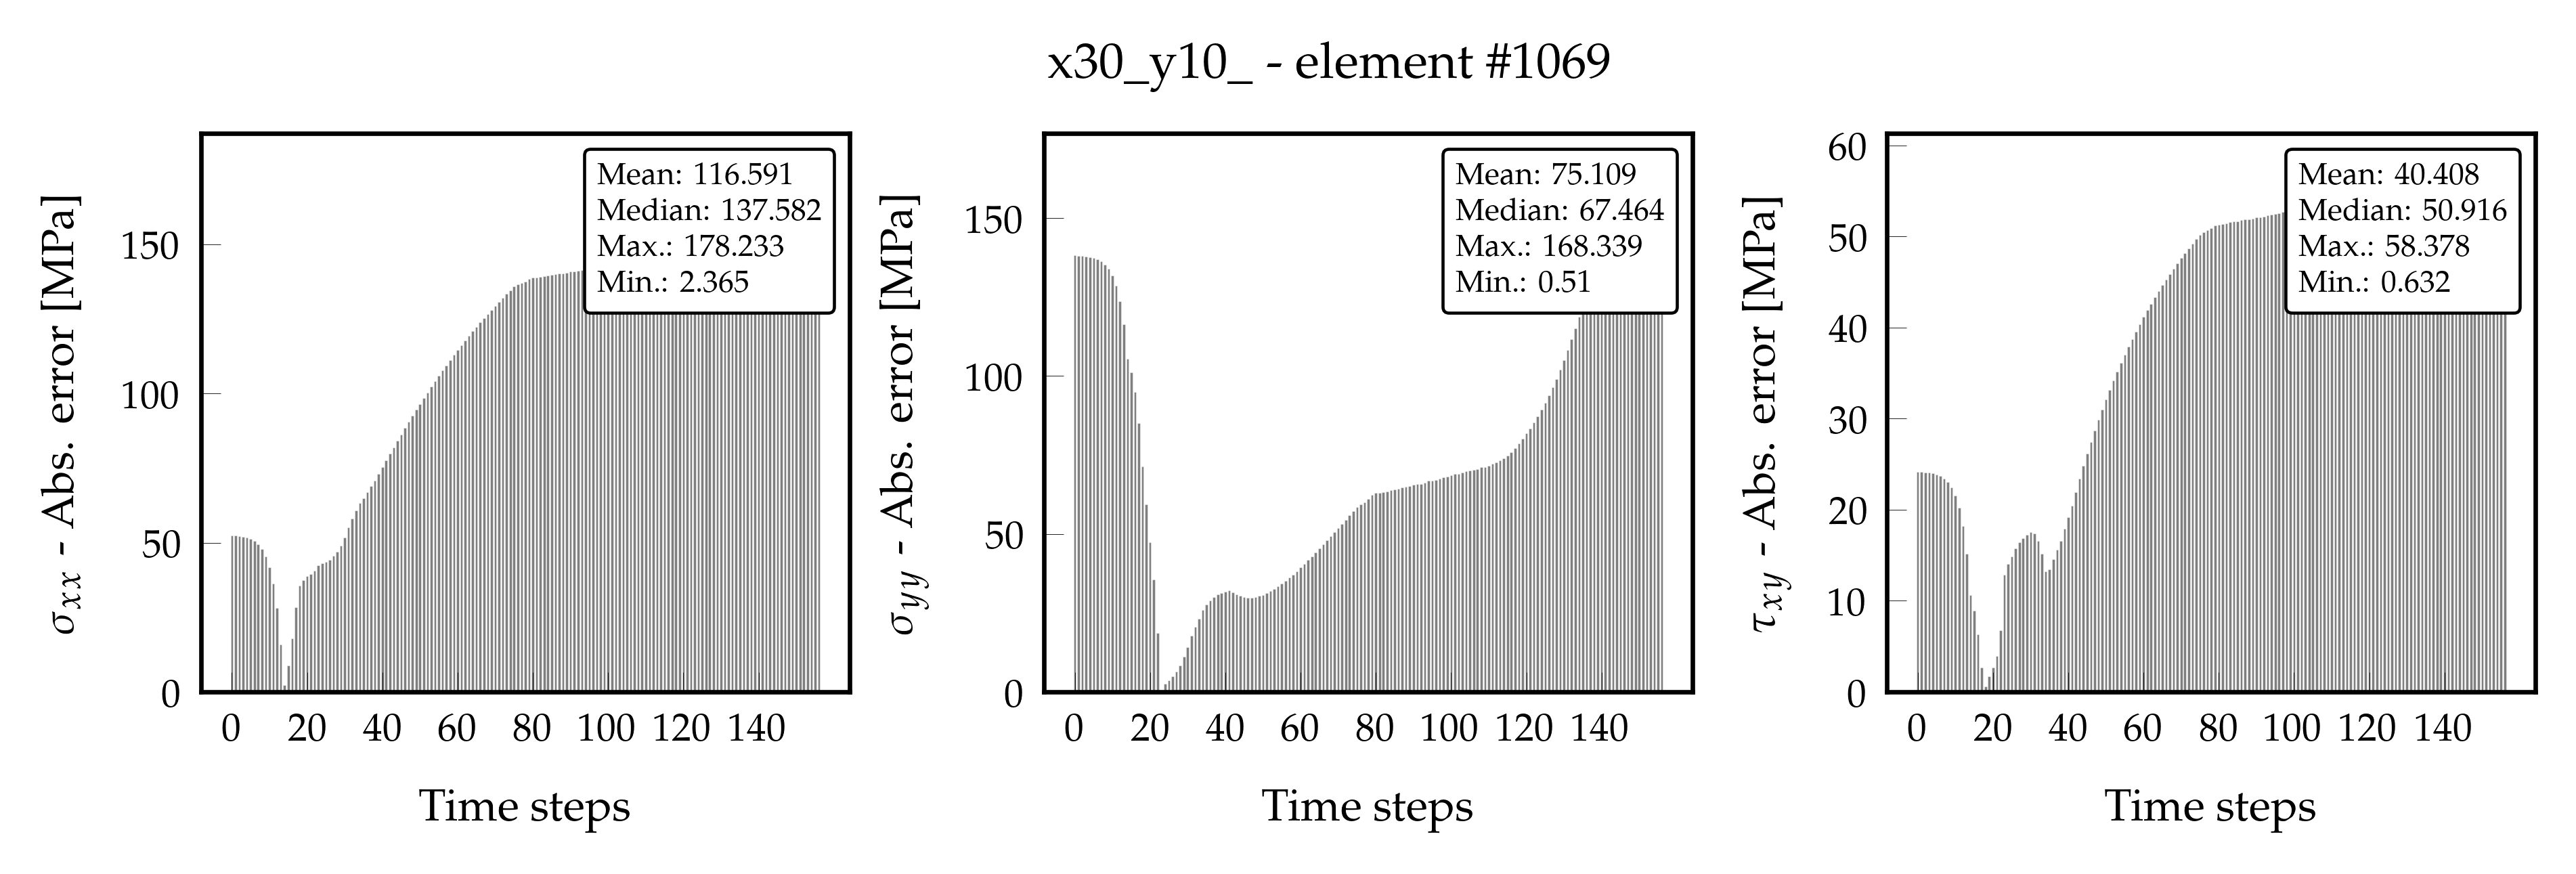 x30_y10_ - element #1069
σxx - Abs. error [MPa]
150
100
50
0
Mean: 116.591
Median: 137.582
Max.: 178.233
Min.: 2.365
0 20 40 60 80 100 120 140
Time steps
σyy - Abs. error [MPa]
150
100
50
0
Mean: 75.109
Median: 67.464
Max.: 168.339
Min.: 0.51
0 20 40 60 80 100 120 140
Time steps
τxy - Abs. error [MPa]
60
50
40
30
20
10
0
Mean: 40.408
Median: 50.916
Max.: 58.378
Min.: 0.632
0 20 40 60 80 100 120 140
Time steps